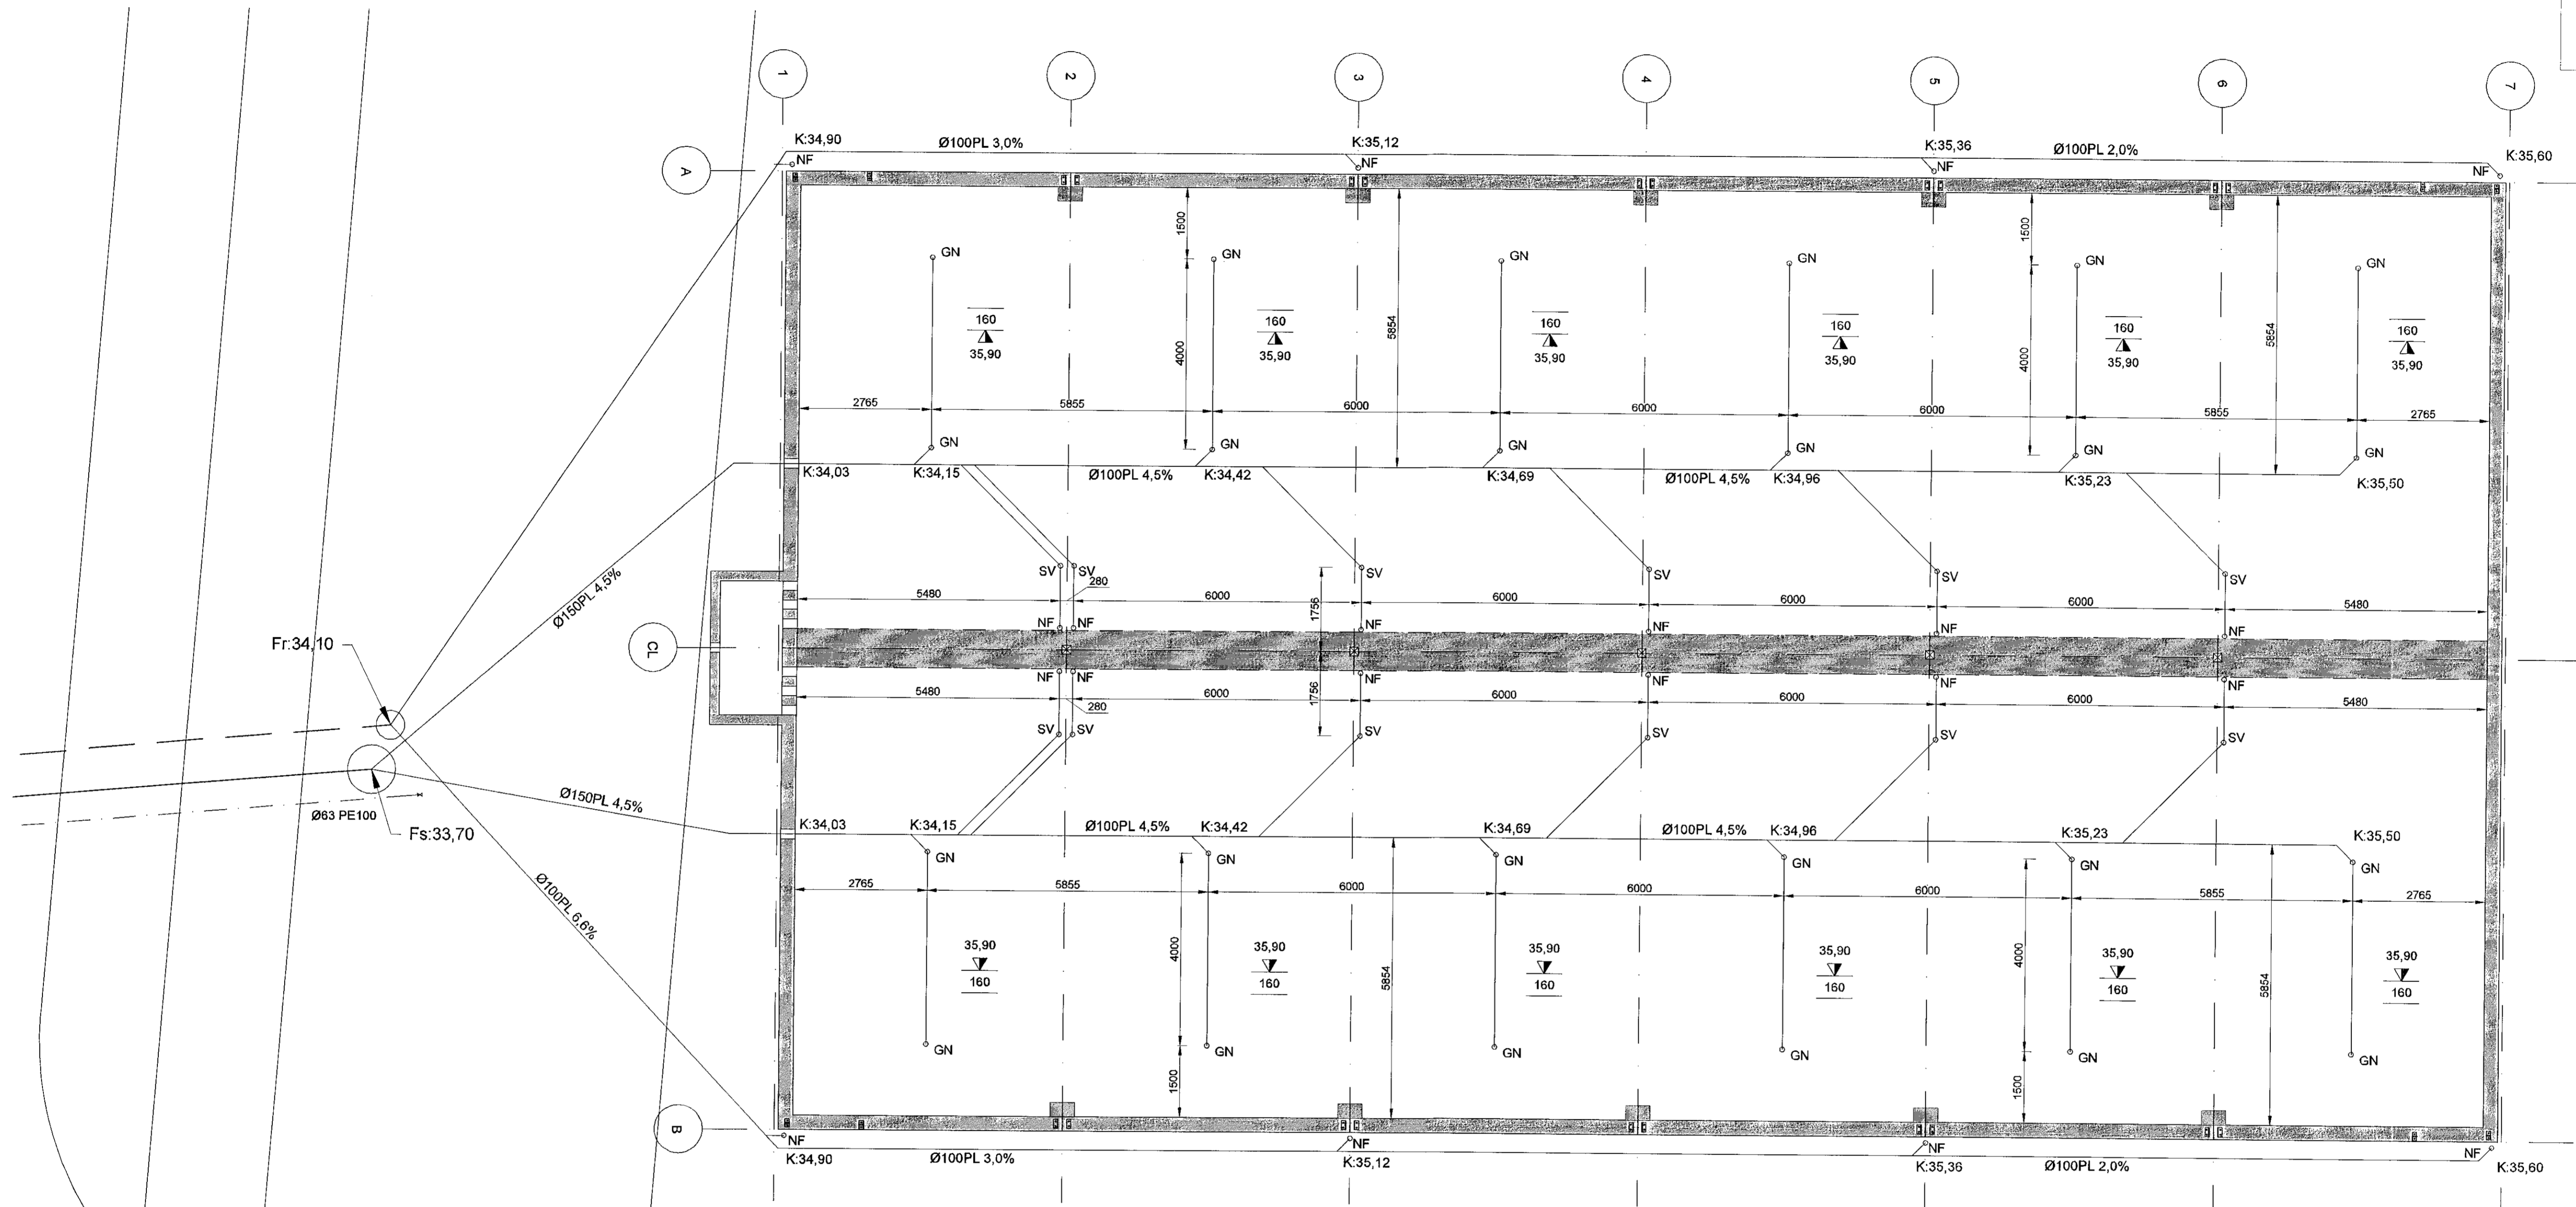 1 2 3 4 5 6 7
K:34,90 Ø100PL 3,0% K:35,12 K:35,36 Ø100PL 2,0% K:35,60
NF NF NF NF
A
1500 1500
GN GN GN GN GN GN
160 160 160 160 160 160
35,90 35,90 35,90 35,90 35,90 35,90
4000 5854 4000 5854
2765 5855 6000 6000 6000 5855 2765
GN GN GN GN GN GN
K:34,03 K:34,15 Ø100PL 4,5% K:34,42 K:34,69 Ø100PL 4,5% K:34,96 K:35,23 K:35,50
Ø150PL 4,5%
SV SV SV SV SV SV
280
5480 6000 1756 6000 6000 6000 5480
NF NF NF NF NF NF
Fr:34,10
CL
NF NF NF NF NF NF
5480 6000 1756 6000 6000 6000 5480
280
SV SV SV SV SV SV
Ø150PL 4,5%
Ø63 PE100
Fs:33,70
K:34,03 K:34,15 Ø100PL 4,5% K:34,42 K:34,69 Ø100PL 4,5% K:34,96 K:35,23 K:35,50
GN GN GN GN GN GN
2765 5855 6000 6000 6000 5855 2765
Ø100PL 6,6%
35,90 35,90 35,90 35,90 35,90 35,90
160 160 160 160 160 160
4000 5854 4000 5854
GN GN GN GN GN GN
1500 1500
B
NF NF NF NF
K:34,90 Ø100PL 3,0% K:35,12 K:35,36 Ø100PL 2,0% K:35,60